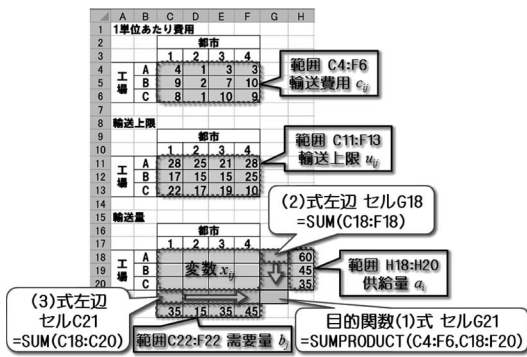 A B C D E F G H
1 1単位あたり費用
2 都市
3 1 2 3 4
4 A 4 1 3 3
5 工場 B 9 2 7 10
6 C 8 1 10 9
7
8 輸送上限
9 都市
10 1 2 3 4
11 A 28 25 21 28
12 工場 B 17 15 15 25
13 C 22 17 19 10
14
15 輸送量
16 都市
17 1 2 3 4
18 A 60
19 工場 B 変数 xij 45
20 C 35
35 15 35 45
範囲 C4:F6
輸送費用 cij
範囲 C11:F13
輸送上限 uij
(2)式左辺 セルG18
=SUM(C18:F18)
範囲 H18:H20
供給量 ai
(3)式左辺
セルC21
=SUM(C18:C20)
範囲C22:F22 需要量 bj
目的関数(1)式 セルG21
=SUMPRODUCT(C4:F6,C18:F20)